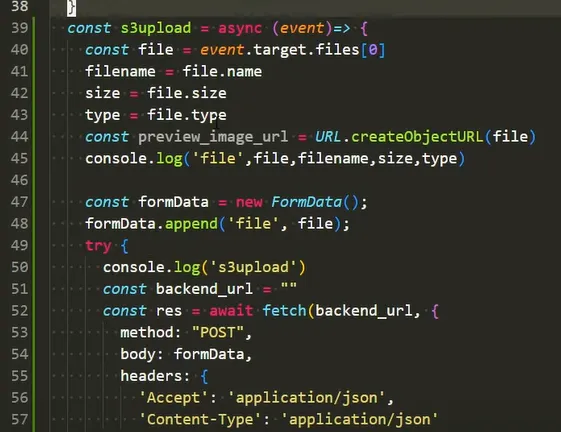 38 }
39 const s3upload = async (event)=> {
40 const file = event.target.files[0]
41 filename = file.name
42 size = file.size
43 type = file.type
44 const preview_image_url = URL.createObjectURL(file)
45 console.log('file',file,filename,size,type)
46
47 const formData = new FormData();
48 formData.append('file', file);
49 try {
50 console.log('s3upload')
51 const backend_url = ""
52 const res = await fetch(backend_url, {
53 method: "POST",
54 body: formData,
55 headers: {
56 'Accept': 'application/json',
57 'Content-Type': 'application/json'